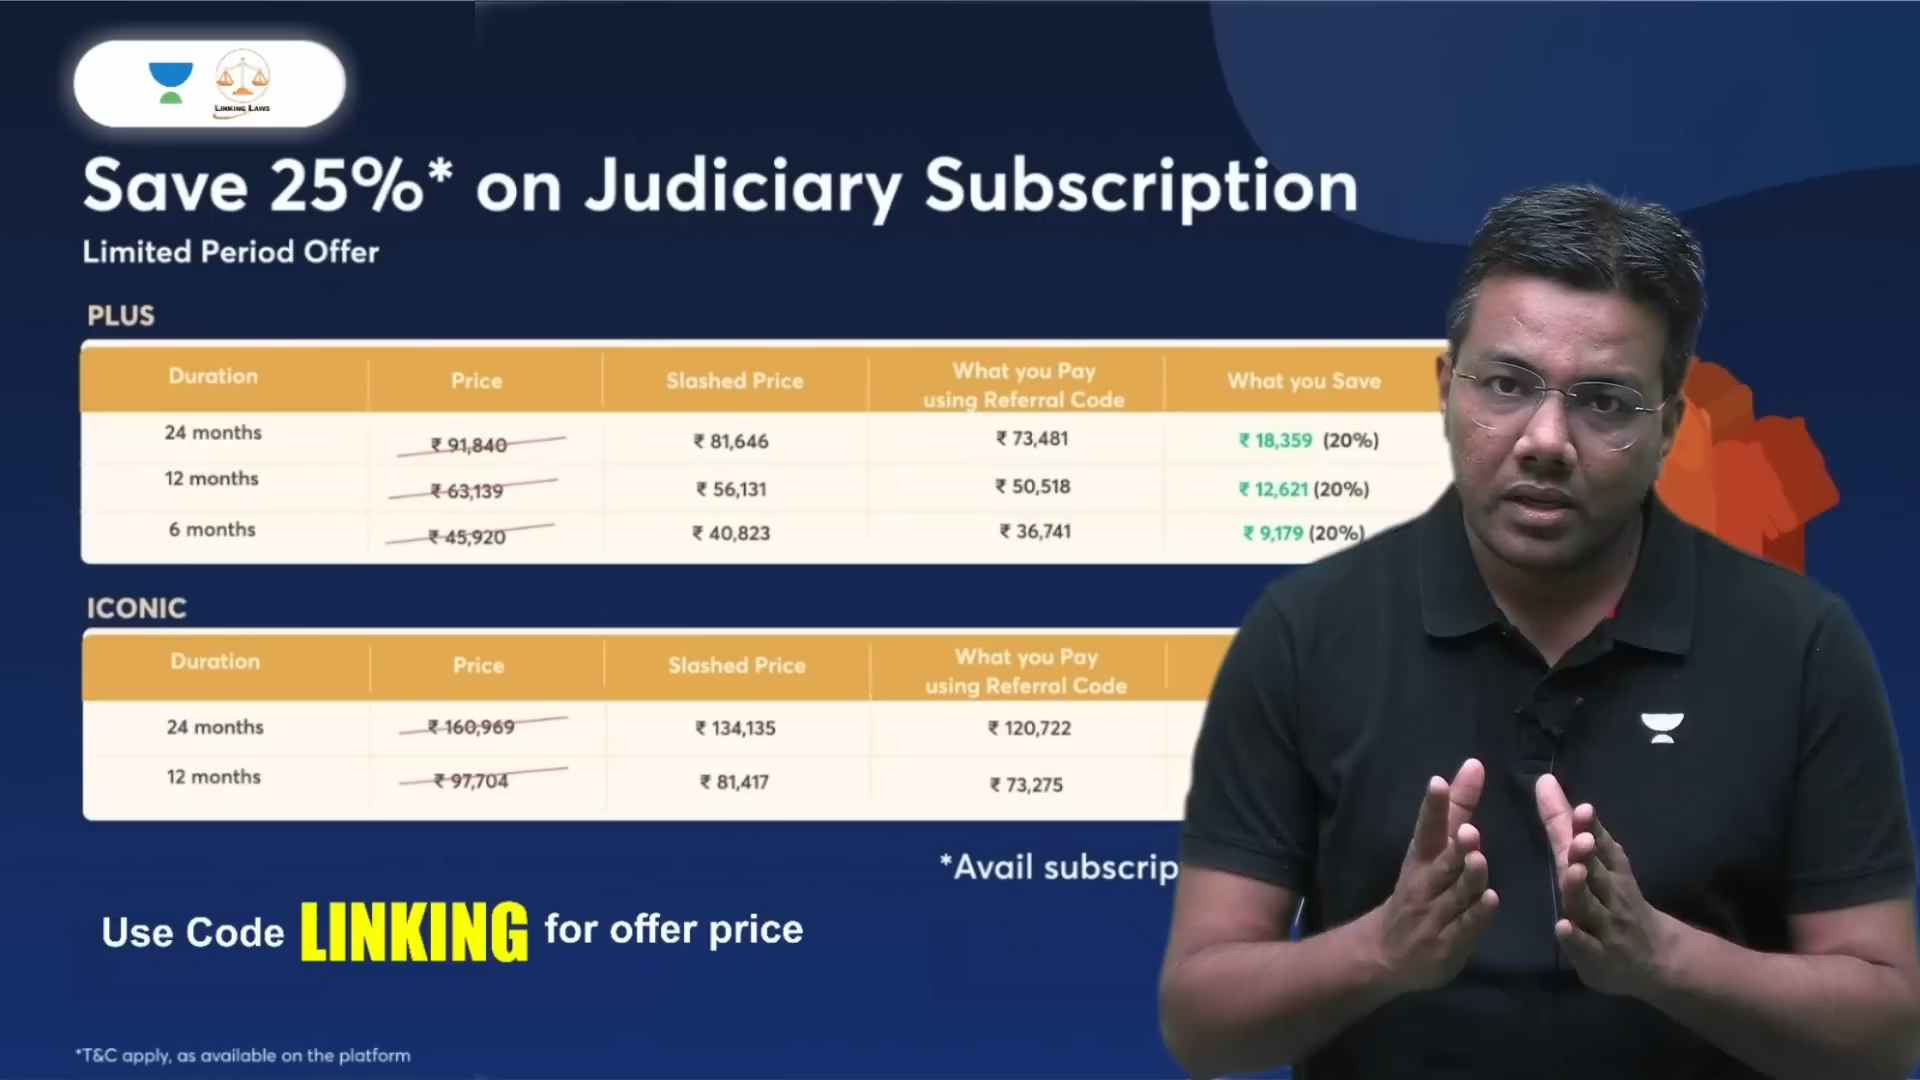 LINKING LAWS
Save 25%* on Judiciary Subscription
Limited Period Offer
PLUS
Duration Price Slashed Price What you Pay using Referral Code What you Save
24 months ₹ 91,840 ₹ 81,646 ₹ 73,481 ₹ 18,359 (20%)
12 months ₹ 63,139 ₹ 56,131 ₹ 50,518 ₹ 12,621 (20%)
6 months ₹ 45,920 ₹ 40,823 ₹ 36,741 ₹ 9,179 (20%)
ICONIC
Duration Price Slashed Price What you Pay using Referral Code
24 months ₹ 160,969 ₹ 134,135 ₹ 120,722
12 months ₹ 97,704 ₹ 81,417 ₹ 73,275
*Avail subscrip
Use Code LINKING for offer price
*T&C apply, as available on the platform